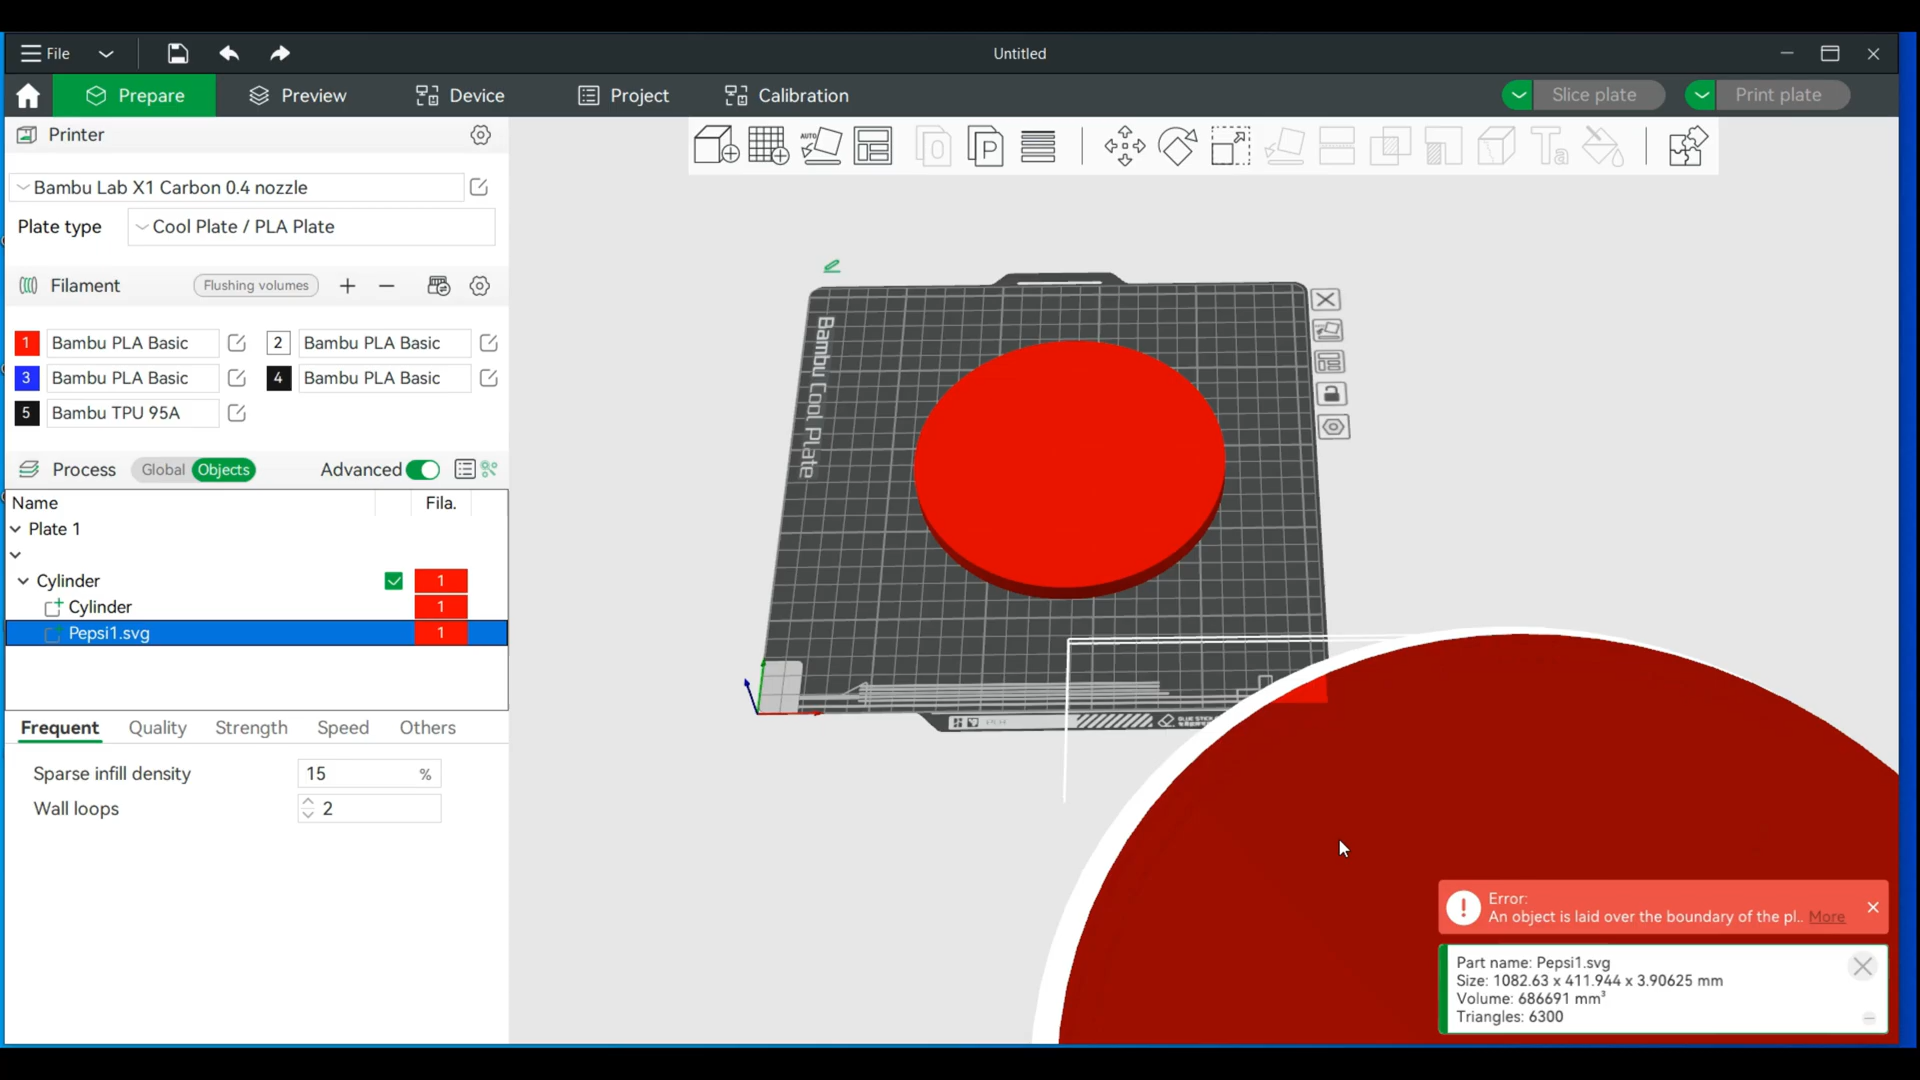 File
Untitled
Prepare
Preview
Device
Project
Calibration
Slice plate
Print plate
Printer
Bambu Lab X1 Carbon 0.4 nozzle
Plate type
Cool Plate / PLA Plate
Filament
Flushing volumes
1 Bambu PLA Basic
2 Bambu PLA Basic
3 Bambu PLA Basic
4 Bambu PLA Basic
5 Bambu TPU 95A
Process
Global
Objects
Advanced
Name
Fila.
Plate 1
Cylinder
1
Cylinder
1
Pepsi1.svg
1
Frequent
Quality
Strength
Speed
Others
Sparse infill density
15 %
Wall loops
2
AUTO
0
P
Ta
Bambu Cool Plate
Error:
An object is laid over the boundary of the pl.. More
Part name: Pepsi1.svg
Size: 1082.63 x 411.944 x 3.90625 mm
Volume: 686691 mm³
Triangles: 6300